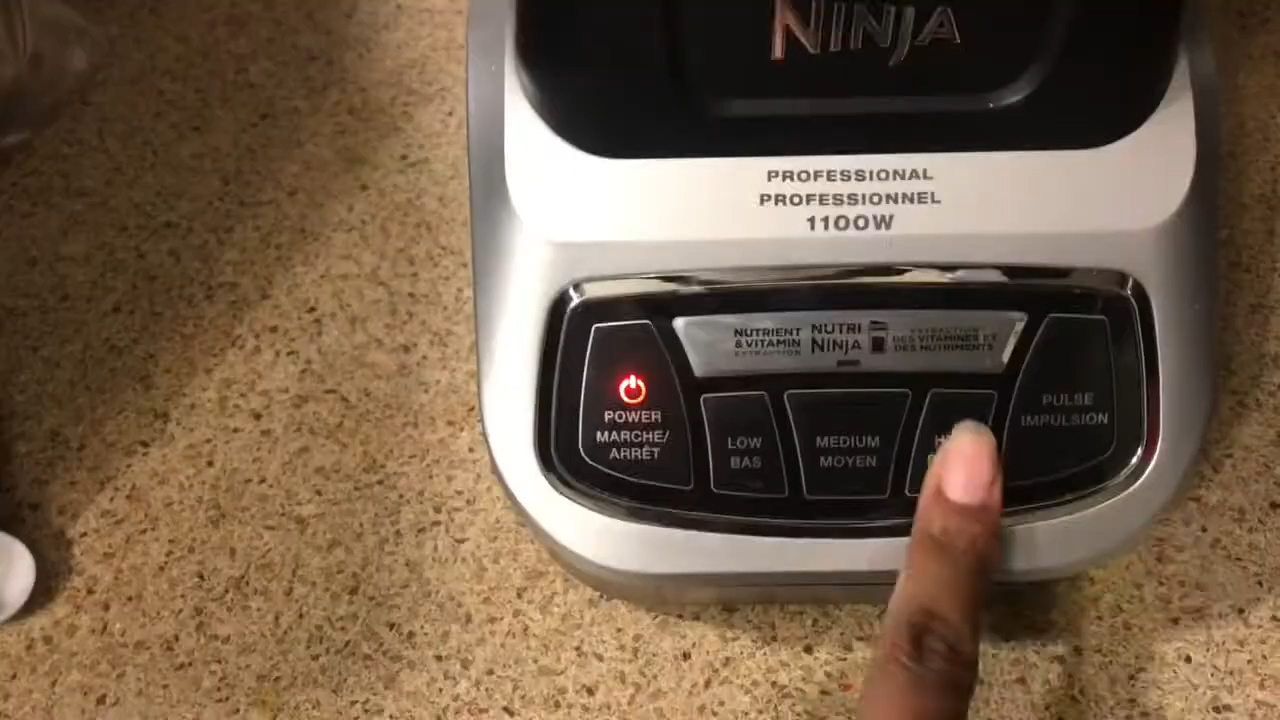 NINJA
PROFESSIONAL
PROFESSIONNEL
1100W
NUTRIENT
& VITAMIN
EXTRACTION
NUTRI
NINJA
EXTRACTION
DES VITAMINES ET
DES NUTRIMENTS
POWER
MARCHE/
ARRÊT
LOW
BAS
MEDIUM
MOYEN
PULSE
IMPULSION